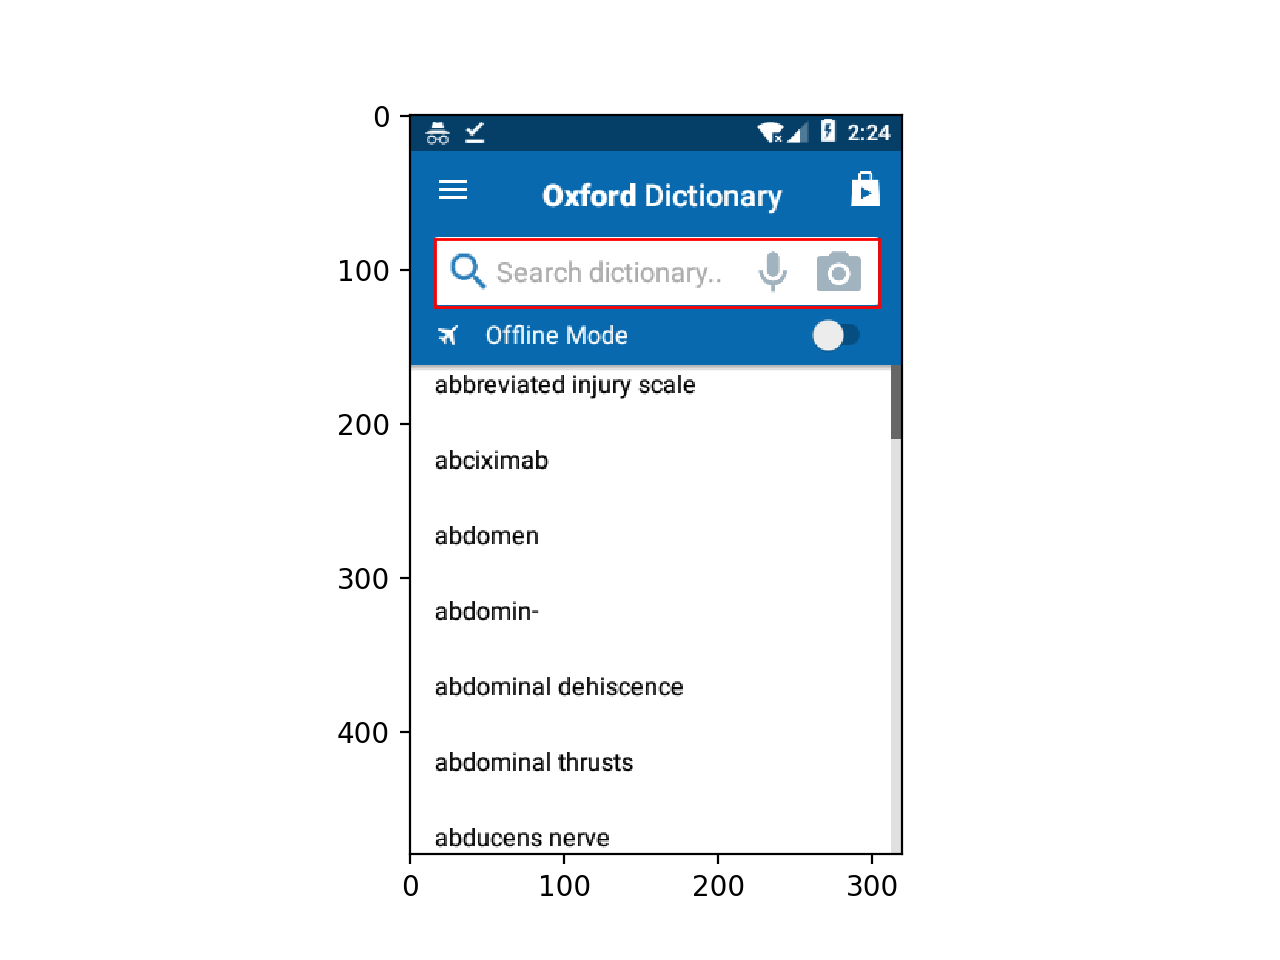 0
2:24
Oxford Dictionary
100
Search dictionary..
Offline Mode
abbreviated injury scale
200
abciximab
abdomen
300
abdomin-
abdominal dehiscence
400
abdominal thrusts
abducens nerve
0 100 200 300